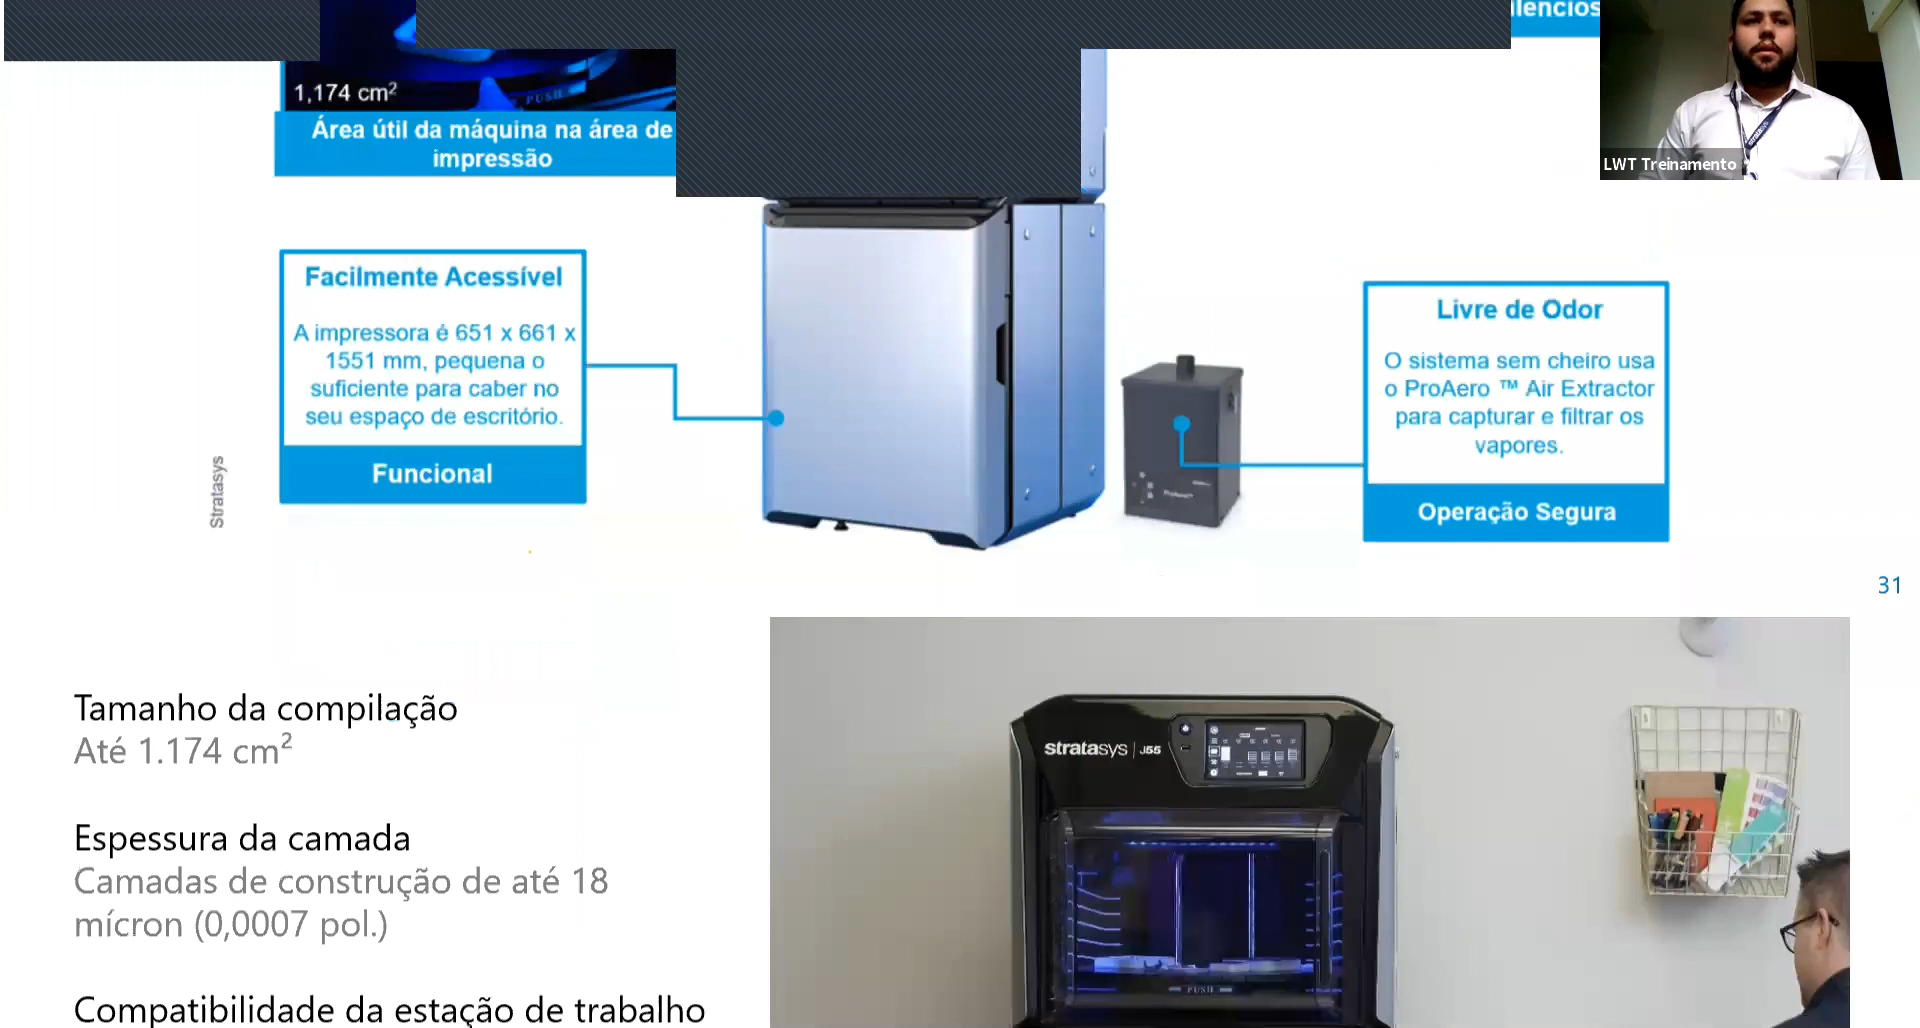 ilencios
1,174 cm²
PUSH
Área útil da máquina na área de
impressão
LWT Treinamento
Facilmente Acessível
A impressora é 651 x 661 x
1551 mm, pequena o
suficiente para caber no
seu espaço de escritório.
Funcional
Livre de Odor
O sistema sem cheiro usa
o ProAero ™ Air Extractor
para capturar e filtrar os
vapores.
Operação Segura
ProAero™
Stratasys
31
Tamanho da compilação
Até 1.174 cm²
Espessura da camada
Camadas de construção de até 18
mícron (0,0007 pol.)
Compatibilidade da estação de trabalho
stratasys | J55
PUSH